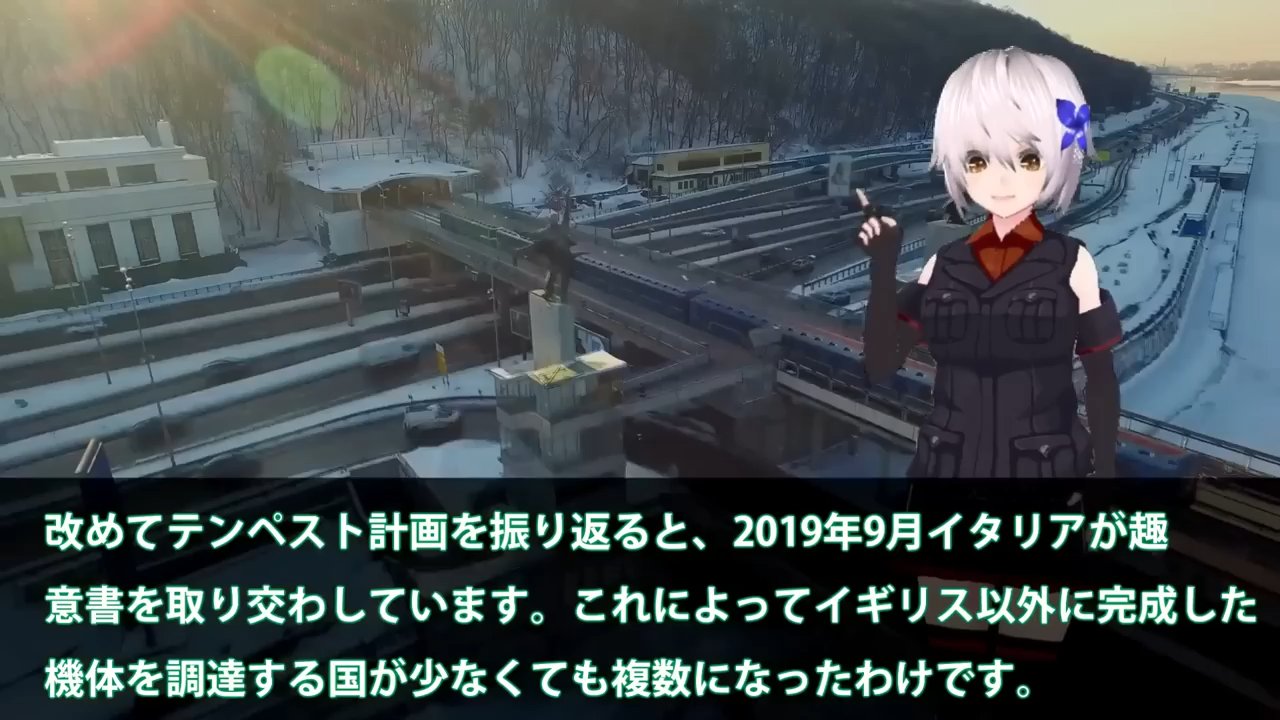 改めてテンペスト計画を振り返ると、2019年9月イタリアが趣
意書を取り交わしています。これによってイギリス以外に完成した
機体を調達する国が少なくても複数になったわけです。